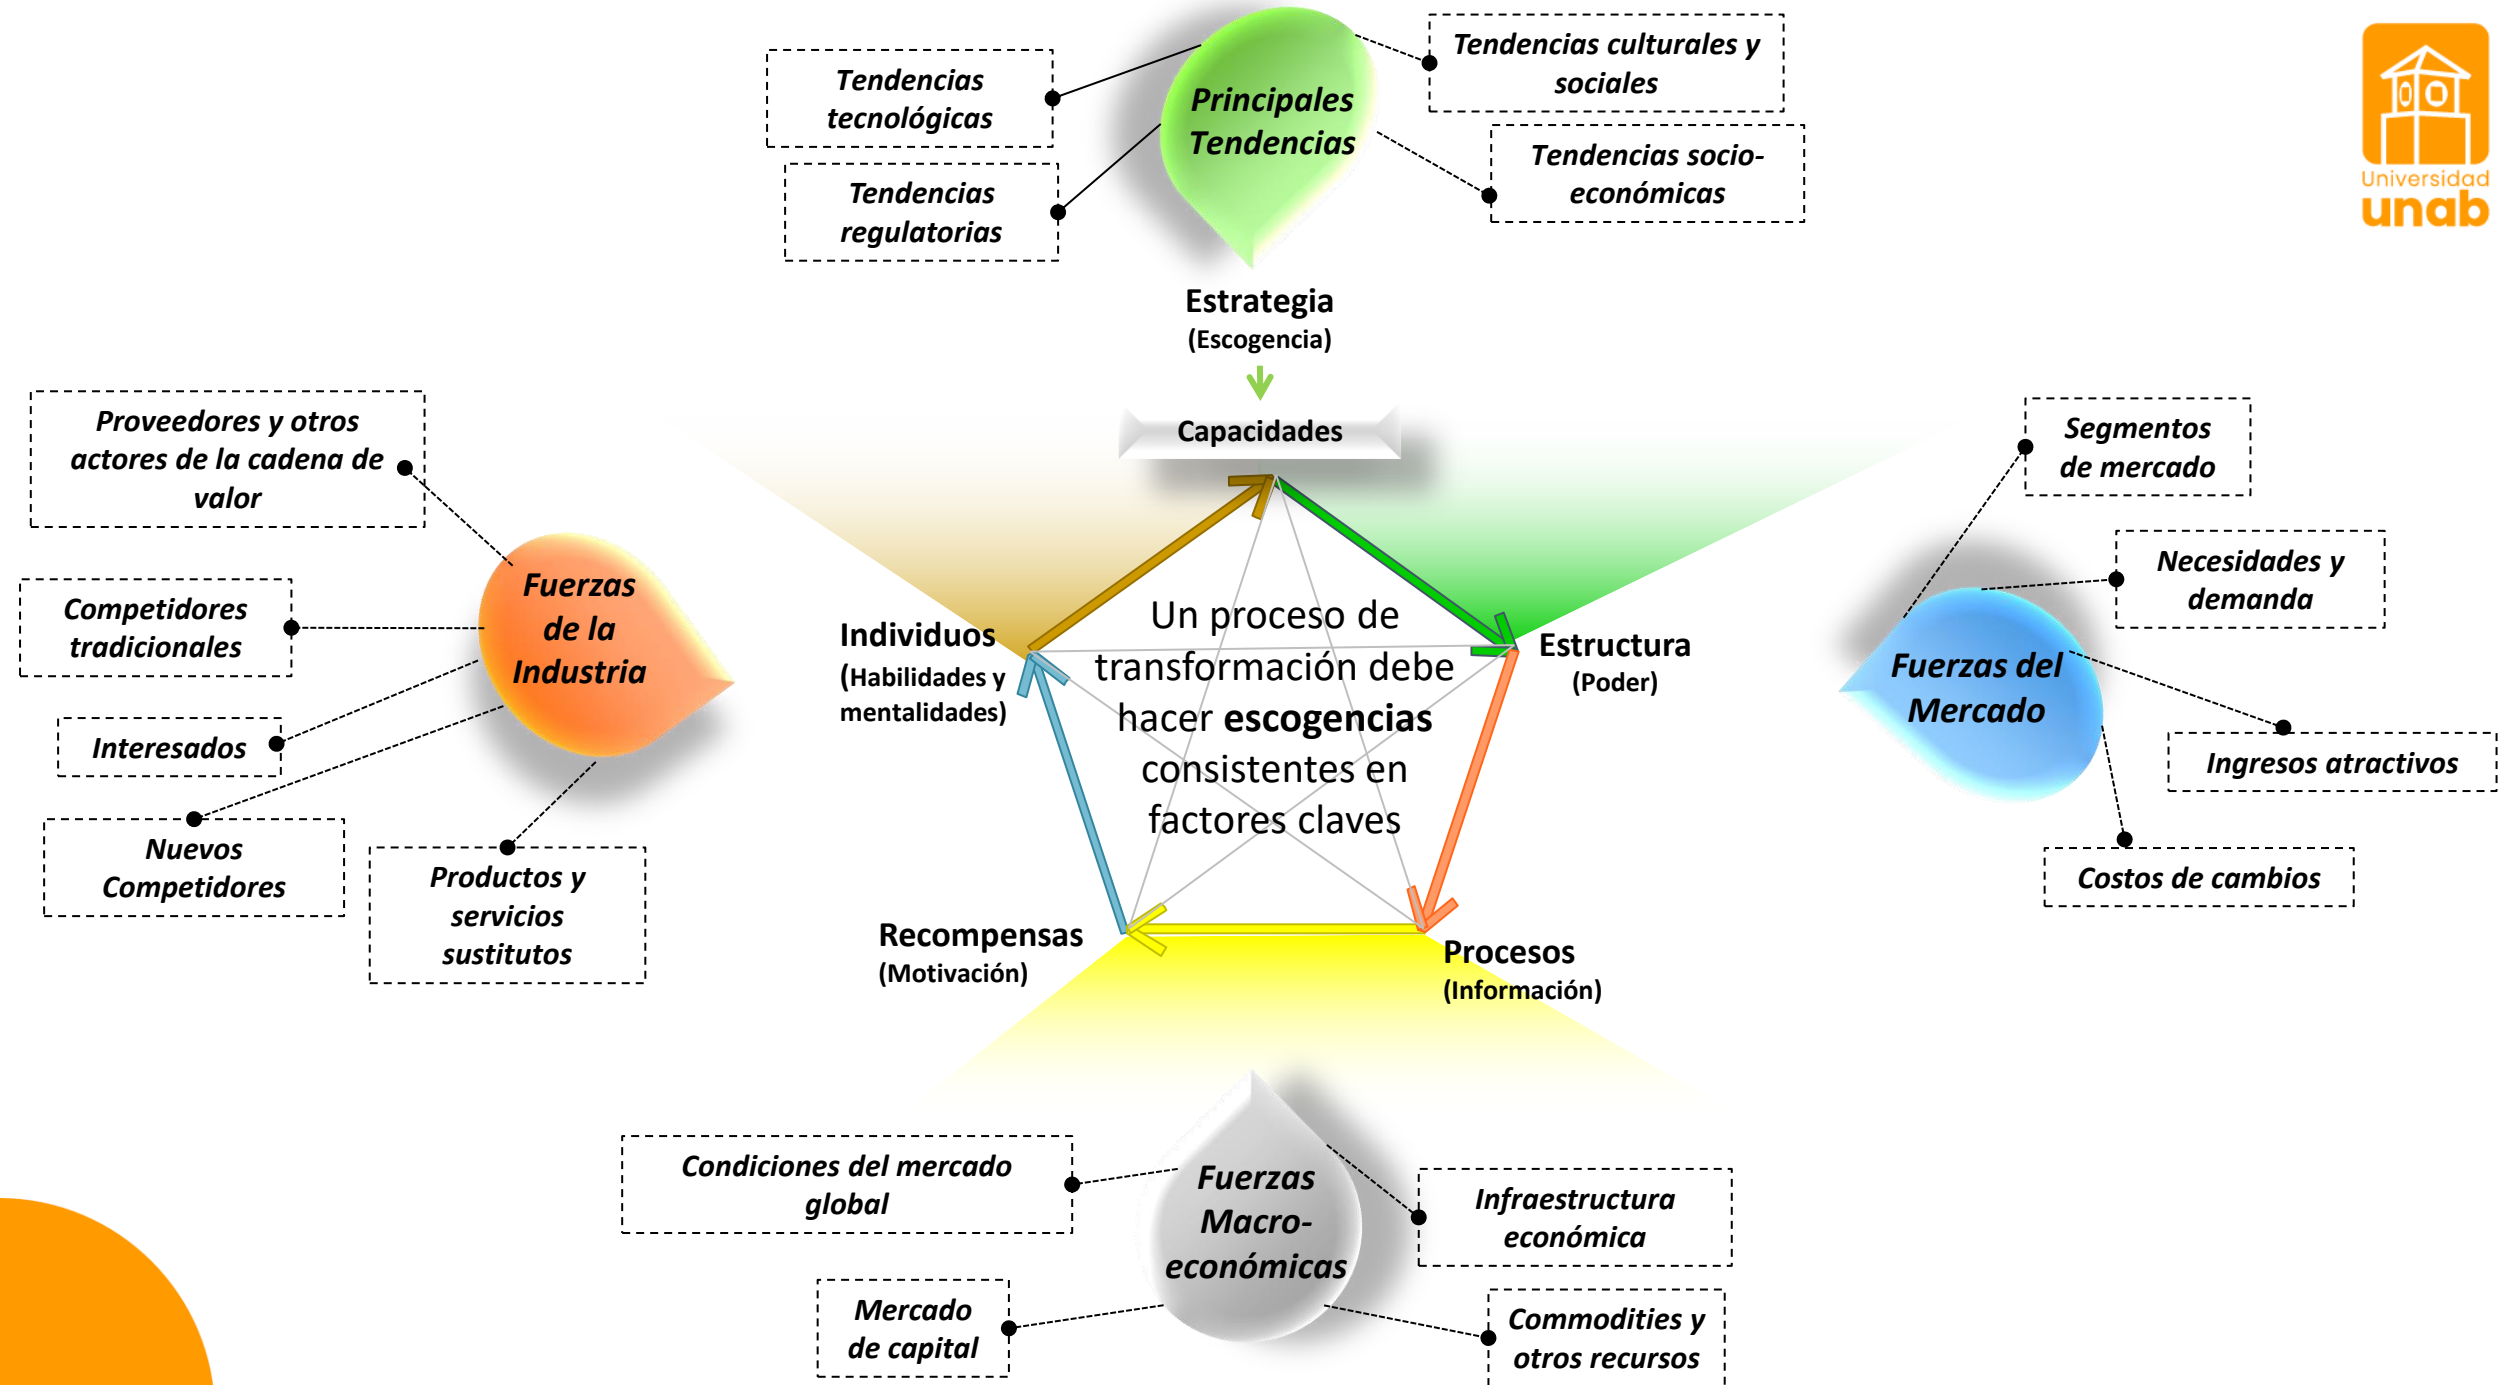 Tendencias
tecnológicas
Tendencias
regulatorias
Principales
Tendencias
Tendencias culturales y
sociales
Tendencias socio-
económicas
Universidad
unab
Estrategia
(Escogencia)
Capacidades
Proveedores y otros
actores de la cadena de
valor
Competidores
tradicionales
Interesados
Nuevos
Competidores
Productos y
servicios
sustitutos
Fuerzas
de la
Industria
Individuos
(Habilidades y
mentalidades)
Un proceso de
transformación debe
hacer escogencias
consistentes en
factores claves
Estructura
(Poder)
Recompensas
(Motivación)
Procesos
(Información)
Fuerzas del
Mercado
Segmentos
de mercado
Necesidades y
demanda
Ingresos atractivos
Costos de cambios
Condiciones del mercado
global
Mercado
de capital
Fuerzas
Macro-
económicas
Infraestructura
económica
Commodities y
otros recursos